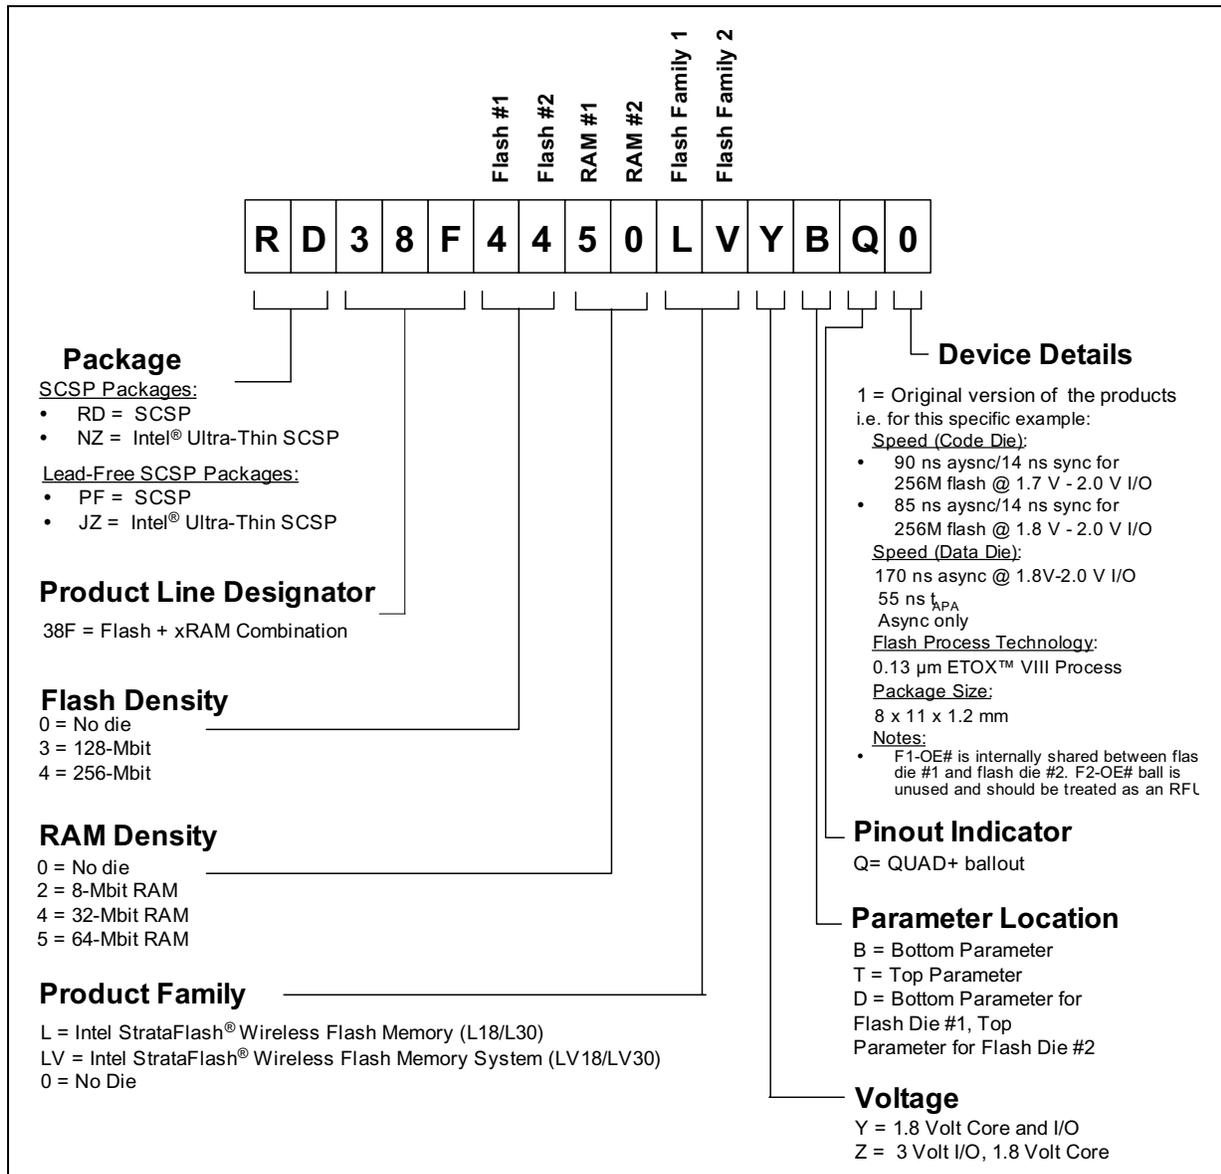 Flash #1
Flash #2
RAM #1
RAM #2
Flash Family 1
Flash Family 2
R D 3 8 F 4 4 5 0 L V Y B Q 0
Package
SCSP Packages:
• RD = SCSP
• NZ = Intel® Ultra-Thin SCSP
Lead-Free SCSP Packages:
• PF = SCSP
• JZ = Intel® Ultra-Thin SCSP
Product Line Designator
38F = Flash + xRAM Combination
Flash Density
0 = No die
3 = 128-Mbit
4 = 256-Mbit
RAM Density
0 = No die
2 = 8-Mbit RAM
4 = 32-Mbit RAM
5 = 64-Mbit RAM
Product Family
L = Intel StrataFlash® Wireless Flash Memory (L18/L30)
LV = Intel StrataFlash® Wireless Flash Memory System (LV18/LV30)
0 = No Die
Device Details
1 = Original version of the products
i.e. for this specific example:
Speed (Code Die):
• 90 ns aysnc/14 ns sync for
256M flash @ 1.7 V - 2.0 V I/O
• 85 ns aysnc/14 ns sync for
256M flash @ 1.8 V - 2.0 V I/O
Speed (Data Die):
170 ns async @ 1.8V-2.0 V I/O
55 ns tAPA
Async only
Flash Process Technology:
0.13 µm ETOX™ VIII Process
Package Size:
8 x 11 x 1.2 mm
Notes:
• F1-OE# is internally shared between flas
die #1 and flash die #2. F2-OE# ball is
unused and should be treated as an RFU
Pinout Indicator
Q= QUAD+ ballout
Parameter Location
B = Bottom Parameter
T = Top Parameter
D = Bottom Parameter for
Flash Die #1, Top
Parameter for Flash Die #2
Voltage
Y = 1.8 Volt Core and I/O
Z = 3 Volt I/O, 1.8 Volt Core